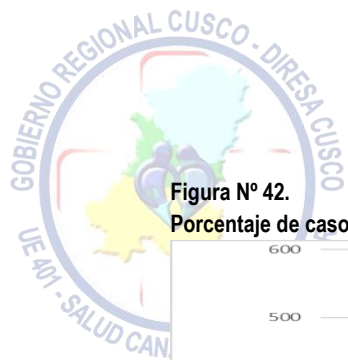 GOBIERNO REGIONAL CUSCO - DIRESA CUSCO
UE 401 - SALUD CAN
Figura Nº 42.
Porcentaje de caso
600
500